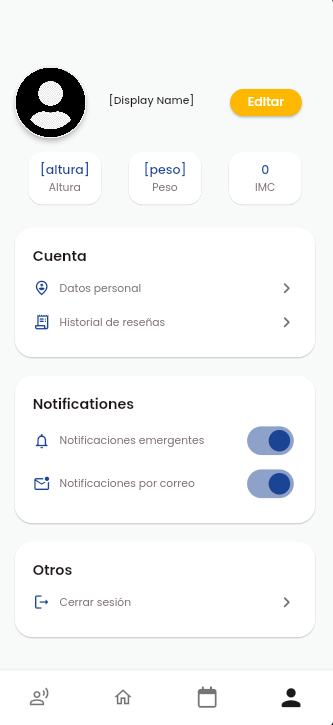 [Display Name]
Editar
[altura]
Altura
[peso]
Peso
0
IMC
Cuenta
Datos personal
Historial de reseñas
Notificationes
Notificaciones emergentes
Notificaciones por correo
Otros
Cerrar sesión